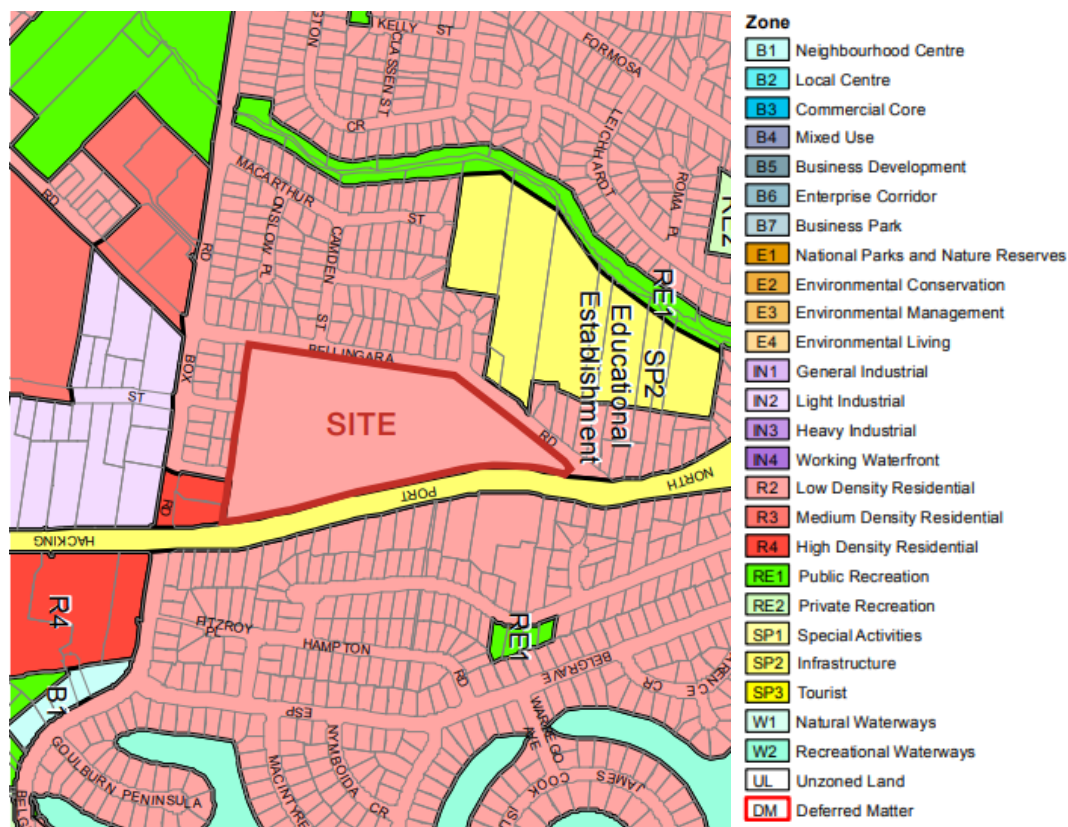 KELLY ST
GTON
CLASSEN ST
FORMOSA
CR
LEICHHARDT
ROMA PL
RE2
MACARTHUR
ST
ONSLOW PL
CAMDEN
ST
RD
RD
RE1
Educational
Establishment
SP2
BELLINGARA
BOX
ST
SITE
RD
RD
NORTH
PORT
HACKING
R4
B1
FITZROY
PL
HAMPTON
RD
RE1
BELGRAVE
CR
RENCE
ESP
WARREGO
AVE
NYMBOIDA
CR
MACINTYRE
GOULBURN PENINSULA
BELG
JAMES
COOK
ISL
Zone
B1 Neighbourhood Centre
B2 Local Centre
B3 Commercial Core
B4 Mixed Use
B5 Business Development
B6 Enterprise Corridor
B7 Business Park
E1 National Parks and Nature Reserves
E2 Environmental Conservation
E3 Environmental Management
E4 Environmental Living
IN1 General Industrial
IN2 Light Industrial
IN3 Heavy Industrial
IN4 Working Waterfront
R2 Low Density Residential
R3 Medium Density Residential
R4 High Density Residential
RE1 Public Recreation
RE2 Private Recreation
SP1 Special Activities
SP2 Infrastructure
SP3 Tourist
W1 Natural Waterways
W2 Recreational Waterways
UL Unzoned Land
DM Deferred Matter